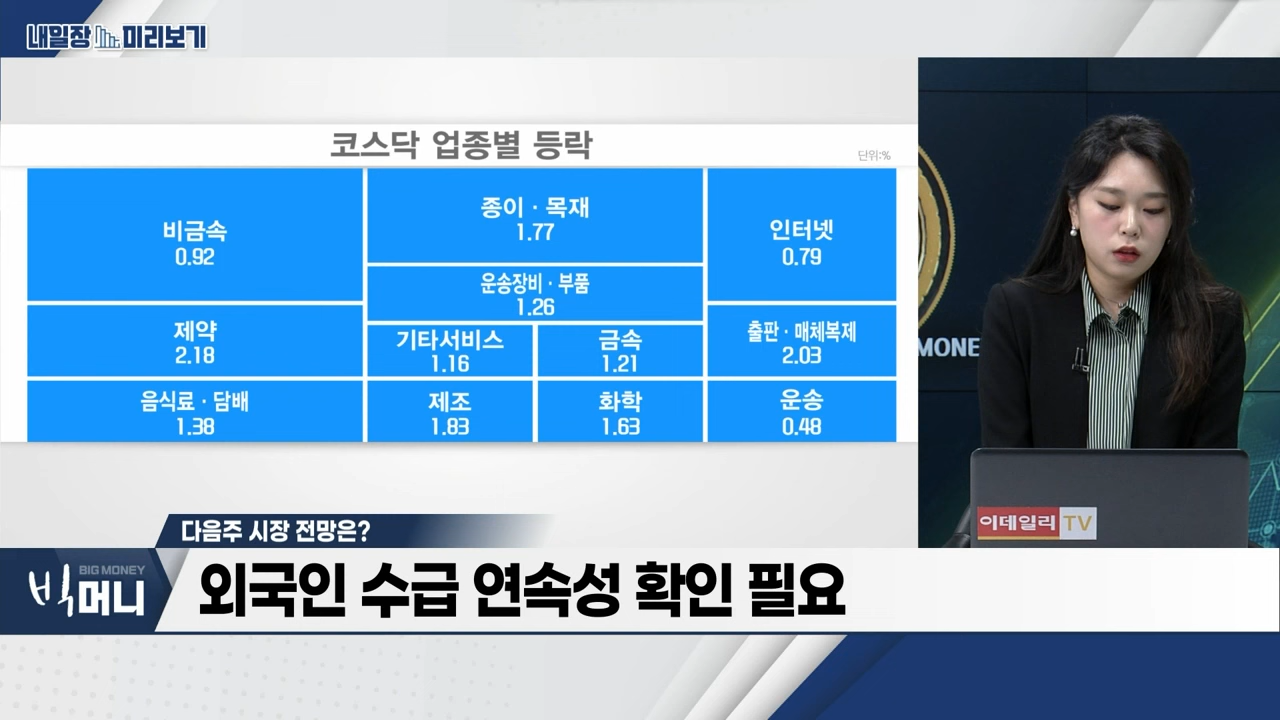 내일장 미리보기
코스닥 업종별 등락
단위:%
비금속
0.92
종이·목재
1.77
인터넷
0.79
운송장비·부품
1.26
제약
2.18
기타서비스
1.16
금속
1.21
출판·매체복제
2.03
음식료·담배
1.38
제조
1.83
화학
1.63
운송
0.48
MONE
이데일리 TV
다음주 시장 전망은?
BIG MONEY
빅머니
외국인 수급 연속성 확인 필요